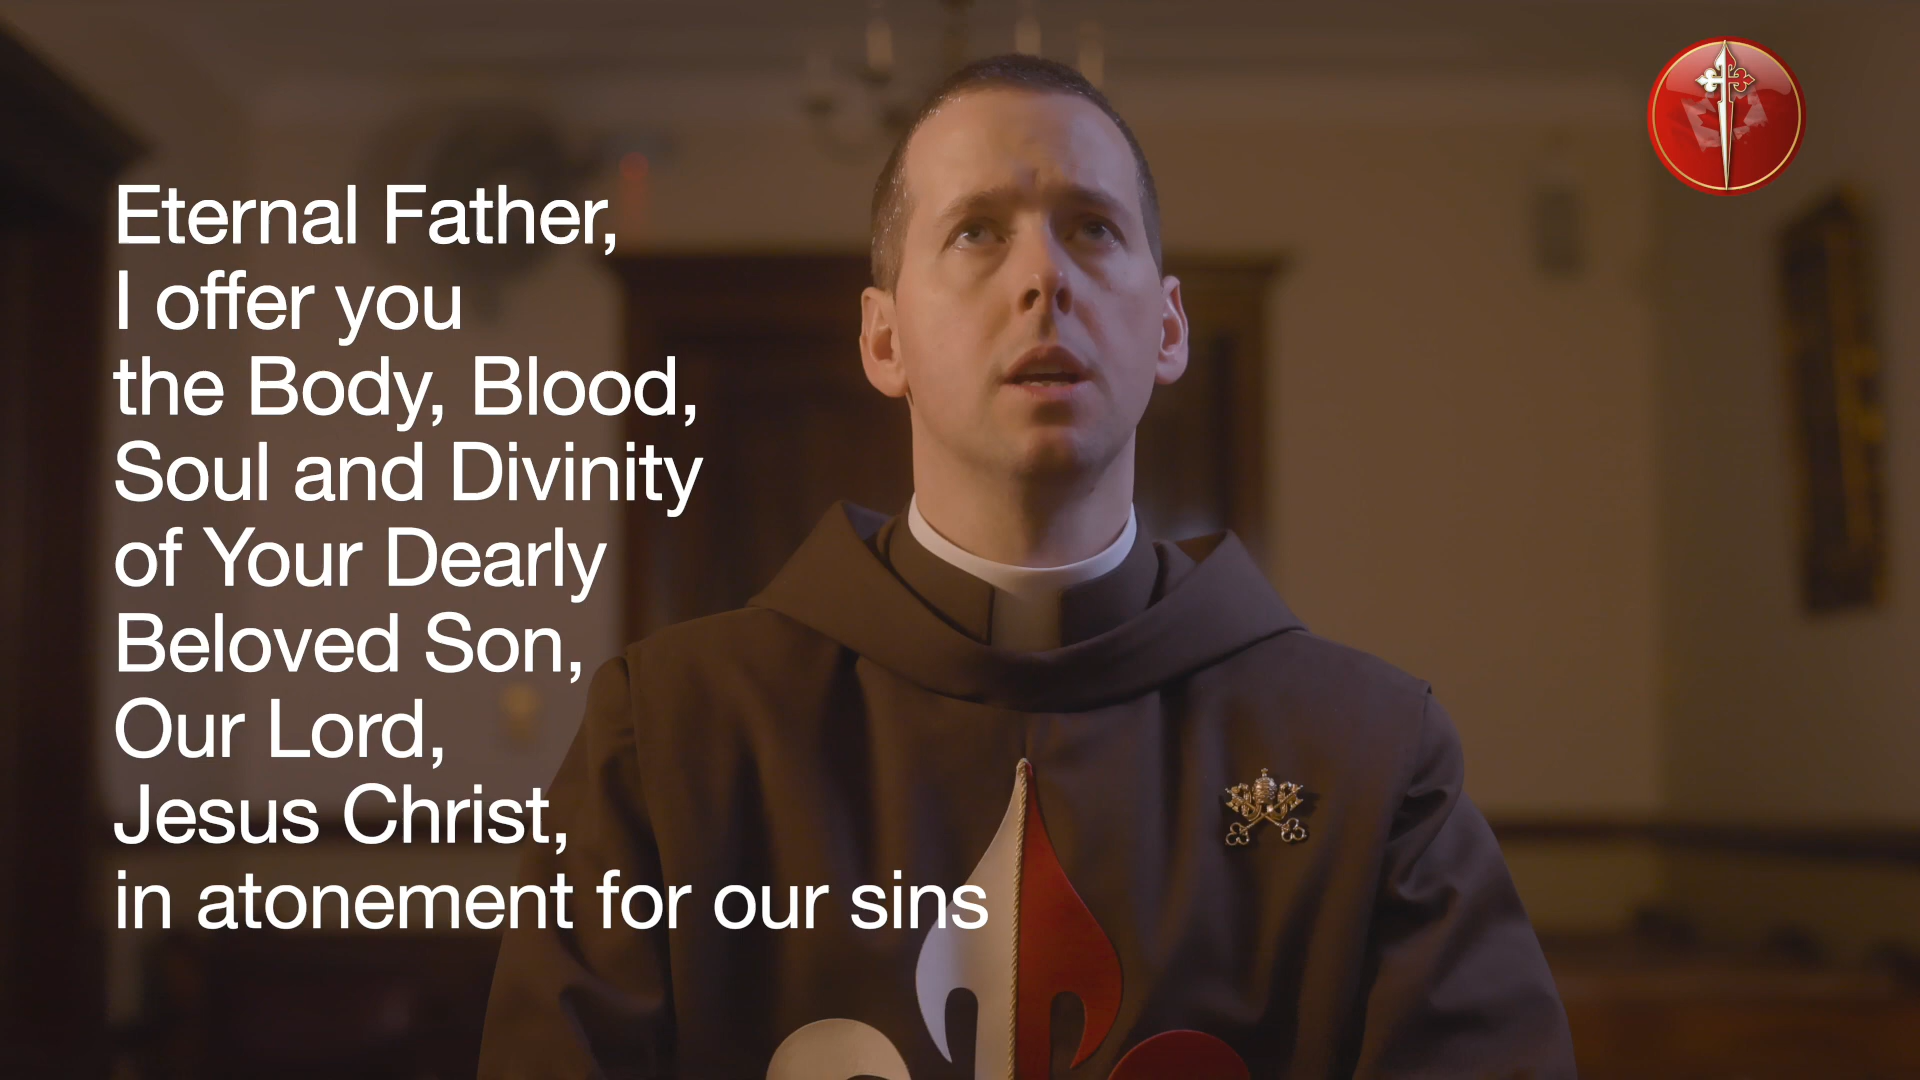 Eternal Father,
I offer you
the Body, Blood,
Soul and Divinity
of Your Dearly
Beloved Son,
Our Lord,
Jesus Christ,
in atonement for our sins